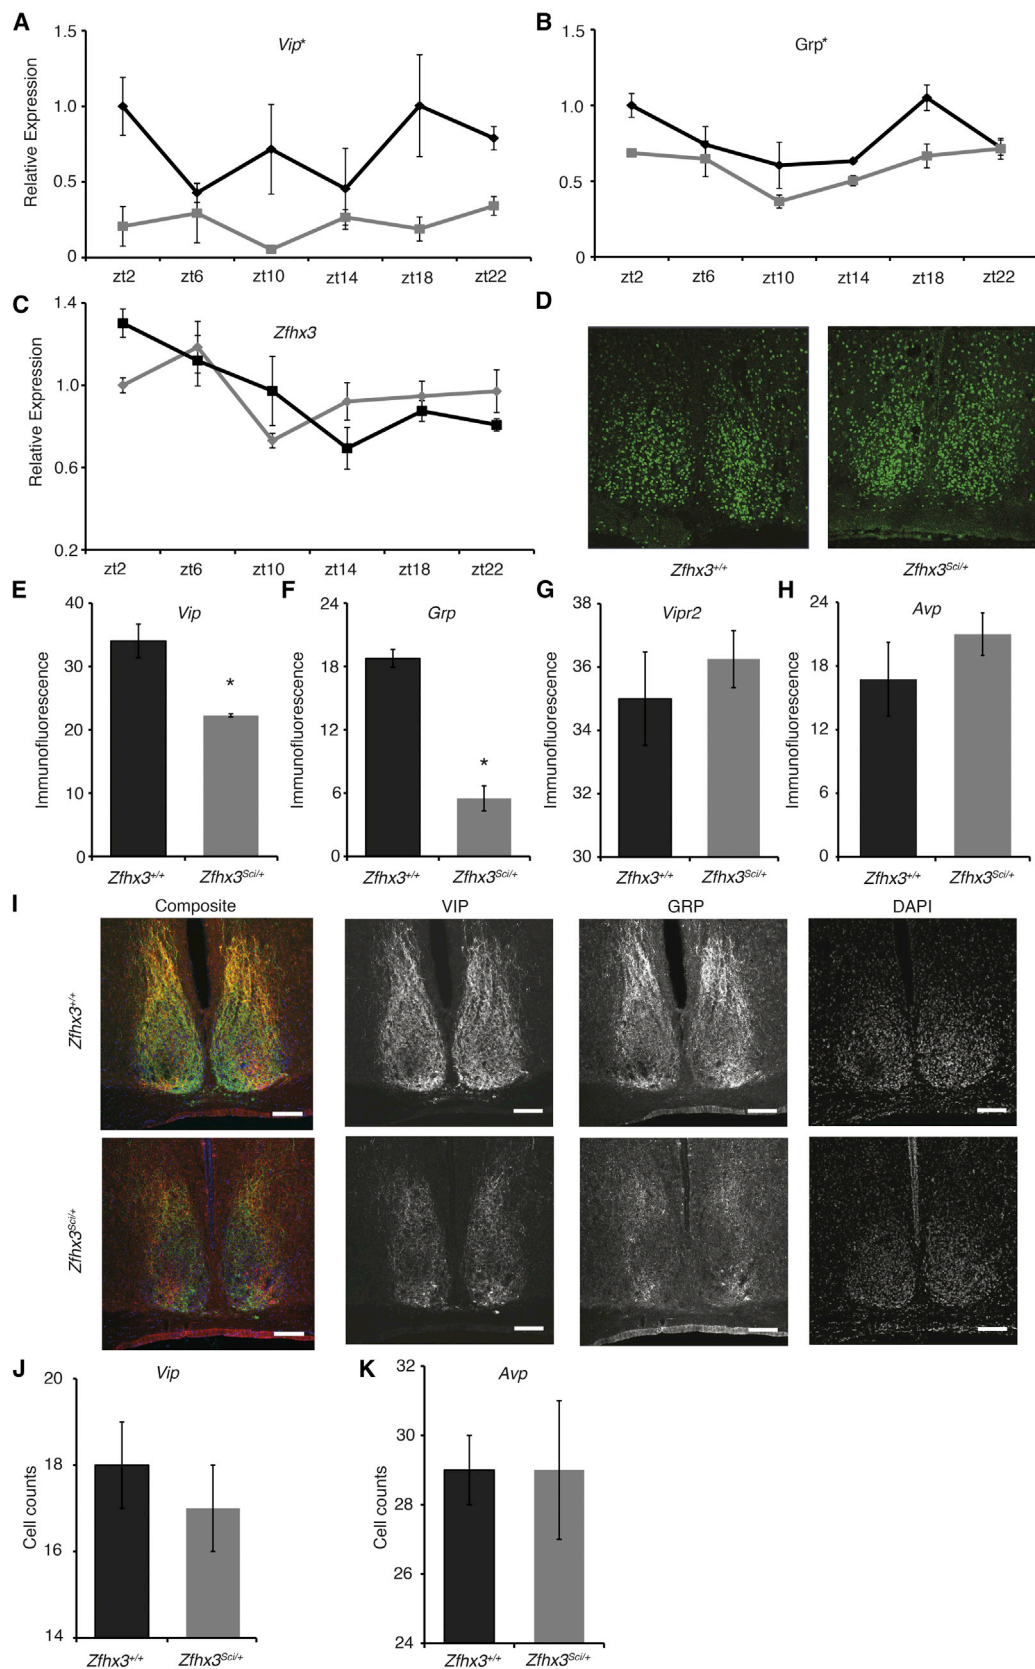 A
Vip*
1.5
1.0
0.5
0
Relative Expression
zt2 zt6 zt10 zt14 zt18 zt22
B
Grp*
1.5
1.0
0.5
0
zt2 zt6 zt10 zt14 zt18 zt22
C
Zfhx3
1.4
1.0
0.6
0.2
Relative Expression
zt2 zt6 zt10 zt14 zt18 zt22
D
Zfhx3+/+
Zfhx3Sci/+
E
Vip
40
30
20
10
0
Immunofluorescence
*
Zfhx3+/+ Zfhx3Sci/+
F
Grp
24
18
12
6
0
Immunofluorescence
*
Zfhx3+/+ Zfhx3Sci/+
G
Vipr2
38
36
35
32
30
Immunofluorescence
Zfhx3+/+ Zfhx3Sci/+
H
Avp
24
18
12
6
0
Immunofluorescence
Zfhx3+/+ Zfhx3Sci/+
I
Composite VIP GRP DAPI
Zfhx3+/+
Zfhx3Sci/+
J
Vip
20
18
16
14
Cell counts
Zfhx3+/+ Zfhx3Sci/+
K
Avp
32
30
28
26
24
Cell counts
Zfhx3+/+ Zfhx3Sci/+